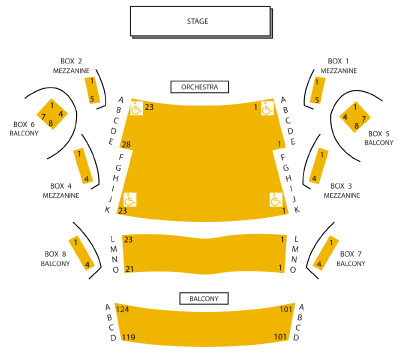 STAGE
BOX 2
MEZZANINE
1
5
BOX 1
MEZZANINE
1
5
ORCHESTRA
A 23 1 A
B B
C C
D D
E 28 1 E
F F
G G
H H
I I
J J
K 23 1 K
1
7 4
8
BOX 6
BALCONY
1
4 7
8
BOX 5
BALCONY
1
4
BOX 4
MEZZANINE
1
4
BOX 3
MEZZANINE
L 23 1 L
M M
N N
O 21 1 O
1
BOX 8
BALCONY
4
1
BOX 7
BALCONY
4
BALCONY
A 124 101 A
B B
C C
D 119 101 D